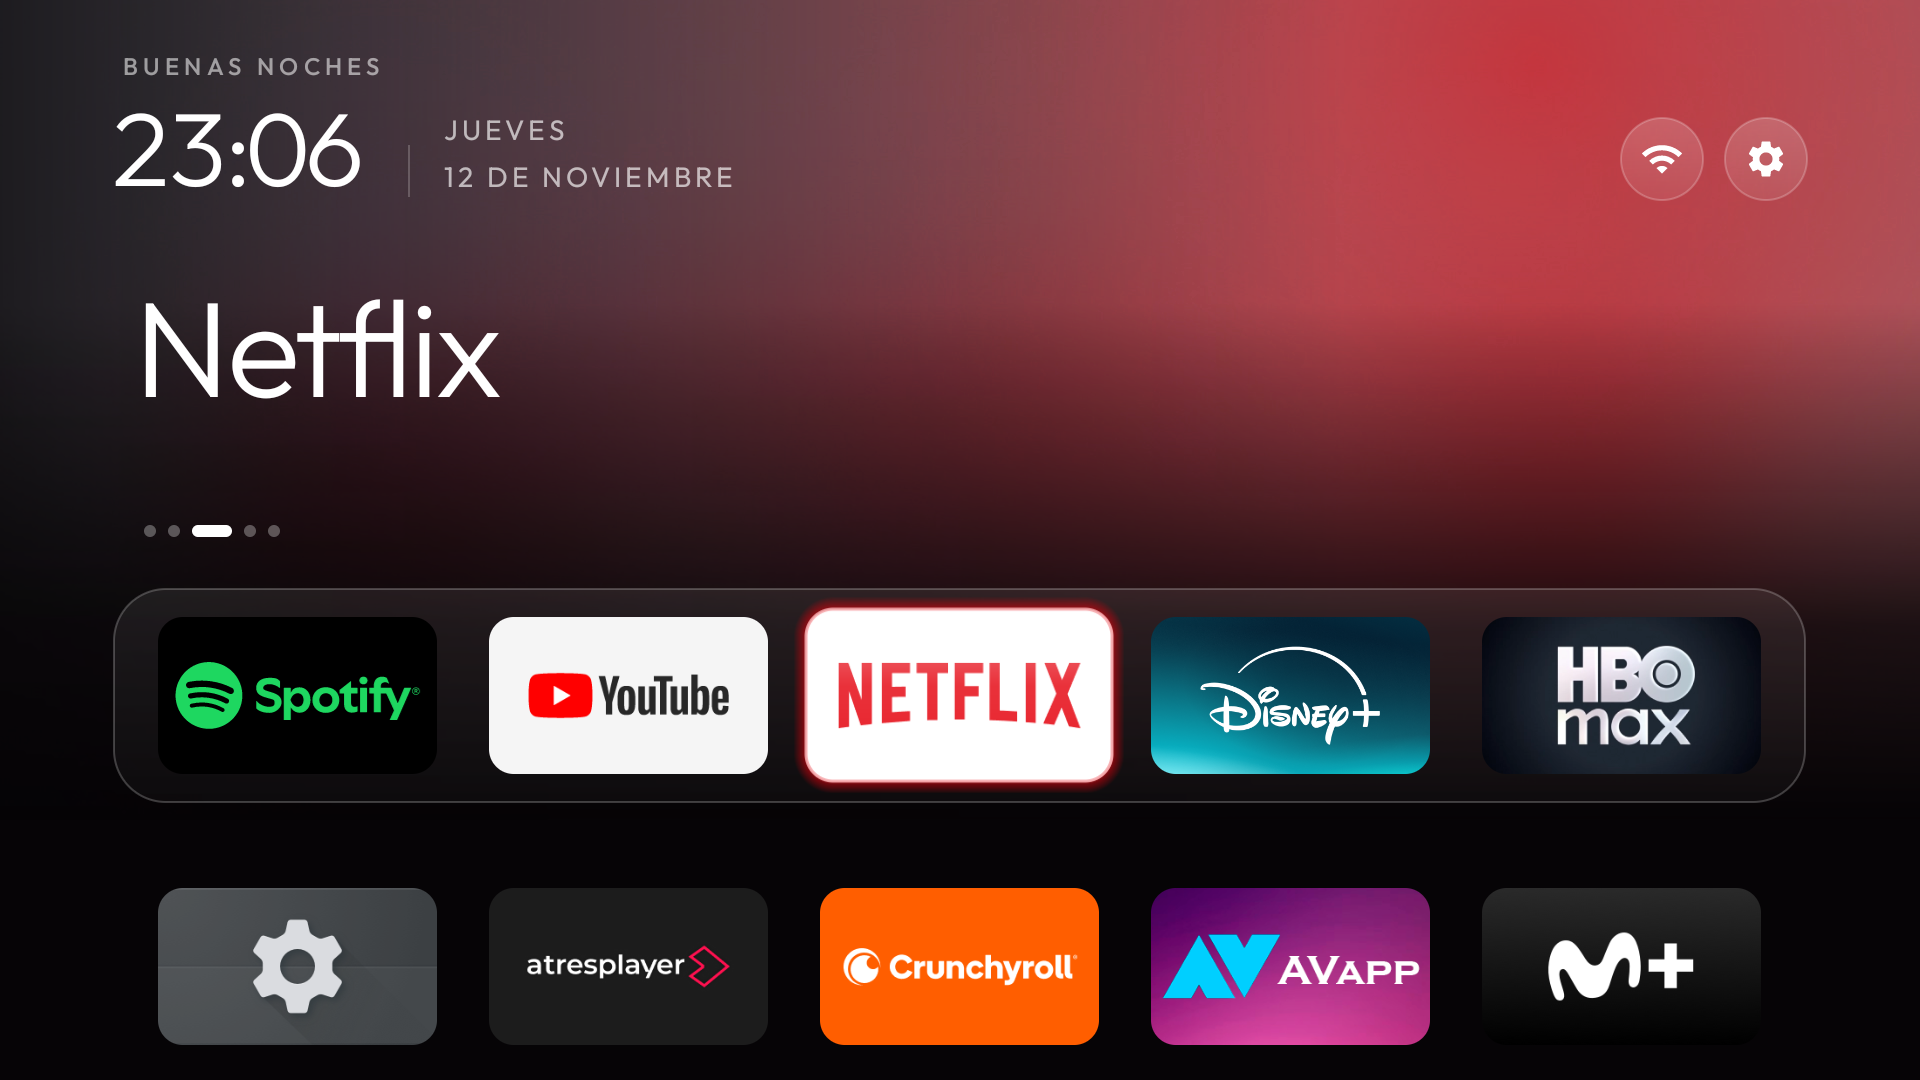 BUENAS NOCHES
23:06
JUEVES
12 DE NOVIEMBRE
Netflix
Spotify®
YouTube
NETFLIX
Disney+
HBO
max
atresplayer
Crunchyroll
AVAPP
M+